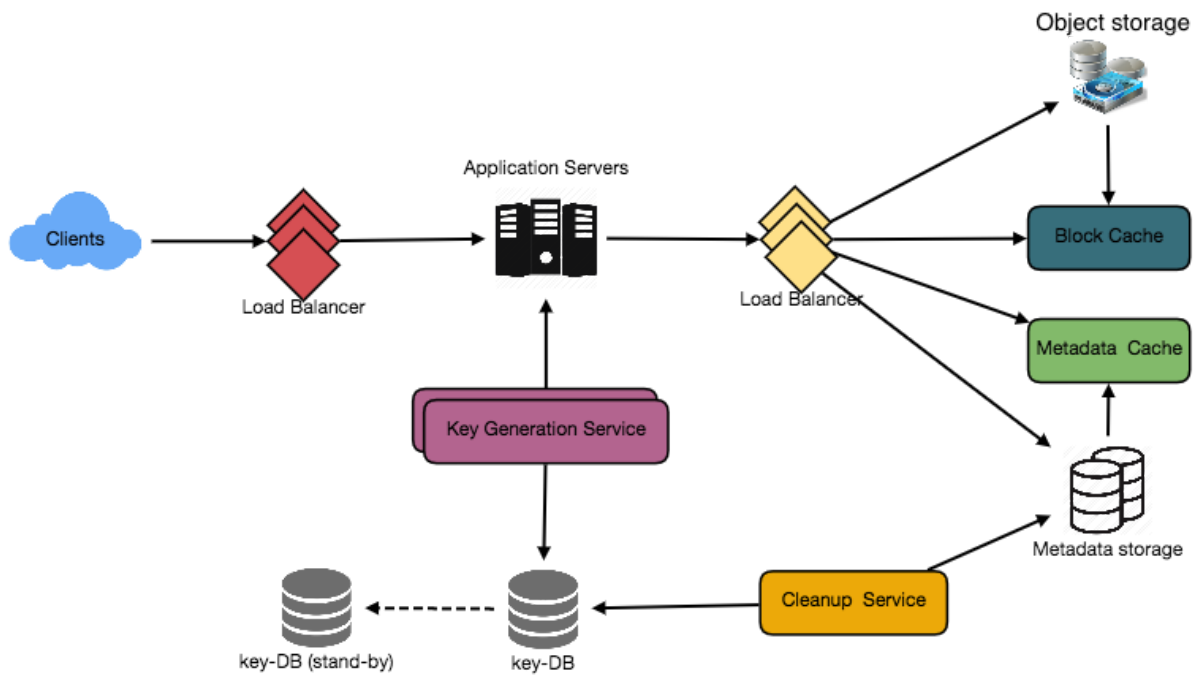 Object storage
Application Servers
Clients
Block Cache
Load Balancer
Load Balancer
Metadata Cache
Key Generation Service
Metadata storage
Cleanup Service
key-DB (stand-by)
key-DB